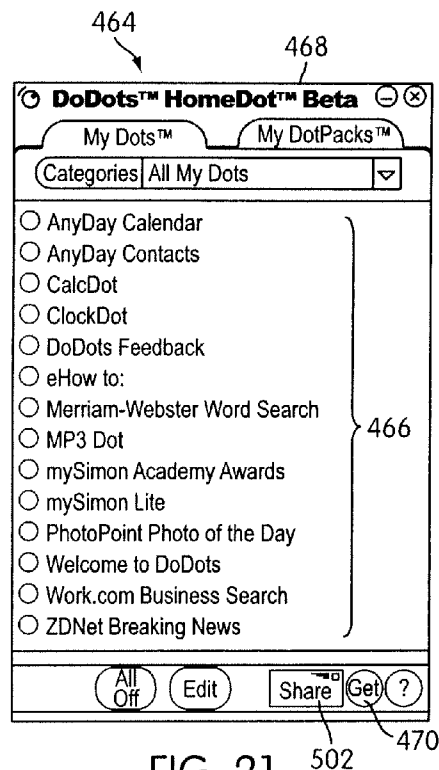 464
468
DoDots™ HomeDot™ Beta
My Dots™ My DotPacks™
Categories All My Dots
AnyDay Calendar
AnyDay Contacts
CalcDot
ClockDot
DoDots Feedback
eHow to:
Merriam-Webster Word Search
MP3 Dot
466
mySimon Academy Awards
mySimon Lite
PhotoPoint Photo of the Day
Welcome to DoDots
Work.com Business Search
ZDNet Breaking News
All Off Edit Share Get ?
470
502
FIG. 21